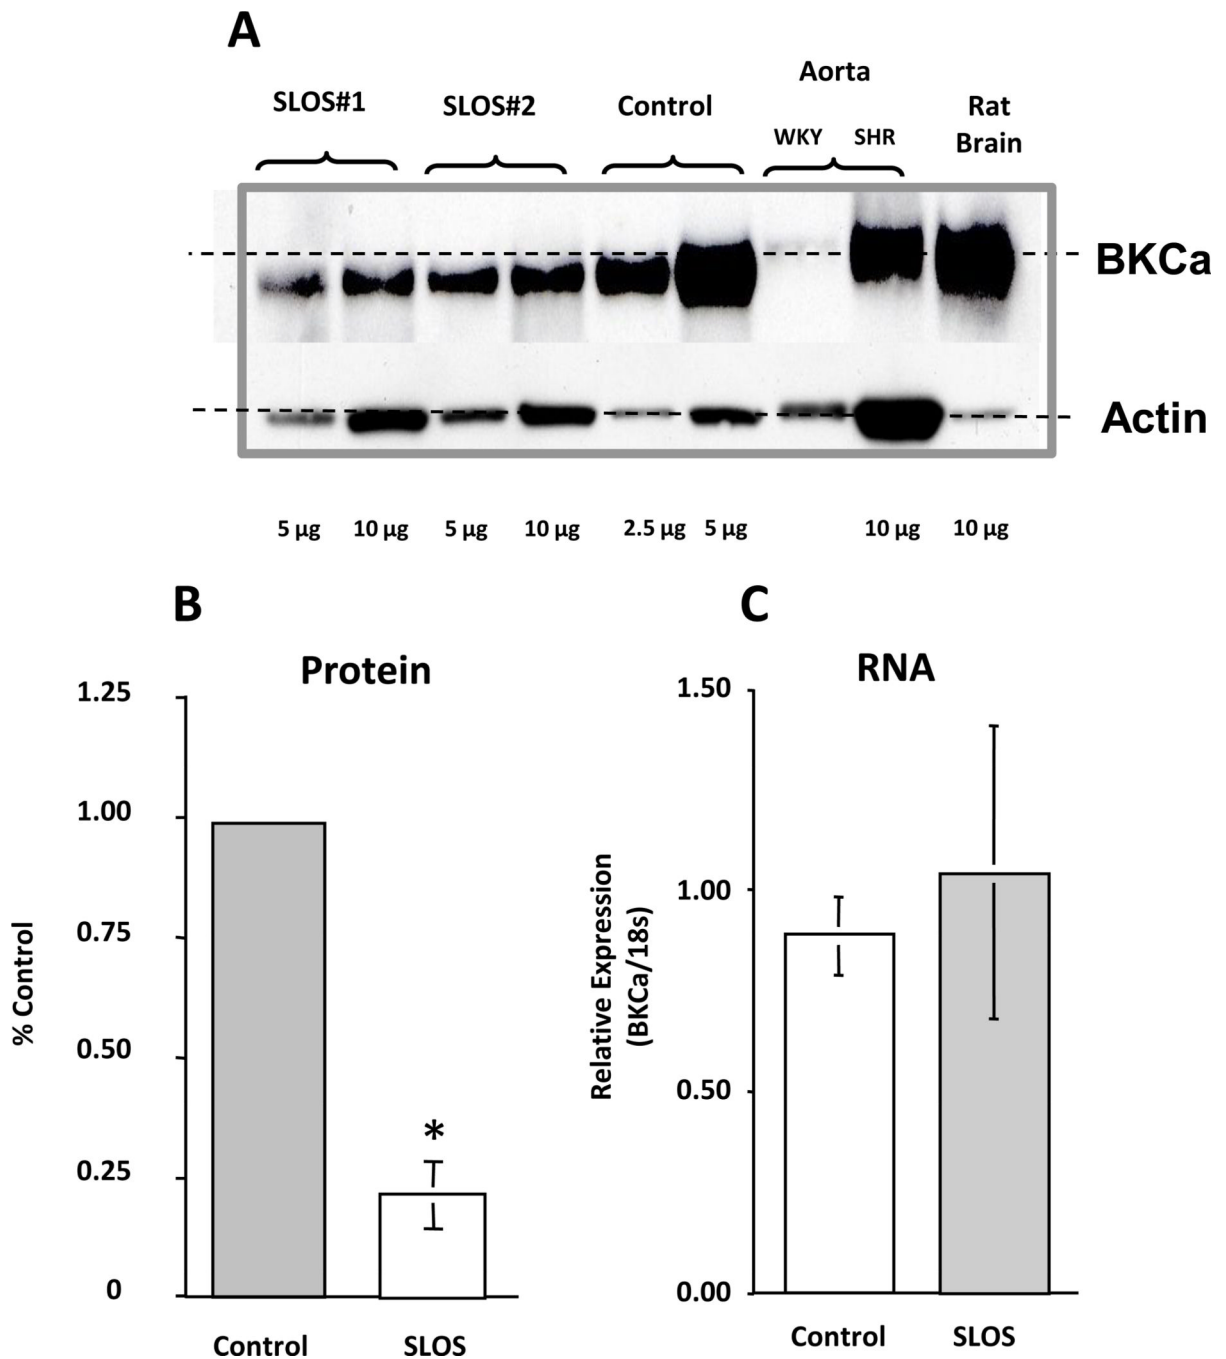 A
SLOS#1
SLOS#2
Control
Aorta
WKY SHR
Rat
Brain
BKCa
Actin
5 µg 10 µg 5 µg 10 µg 2.5 µg 5 µg 10 µg 10 µg
B
Protein
1.25
1.00
0.75
0.50
0.25
0
% Control
*
Control SLOS
C
RNA
1.50
1.00
0.50
0.00
Relative Expression
(BKCa/18s)
Control SLOS